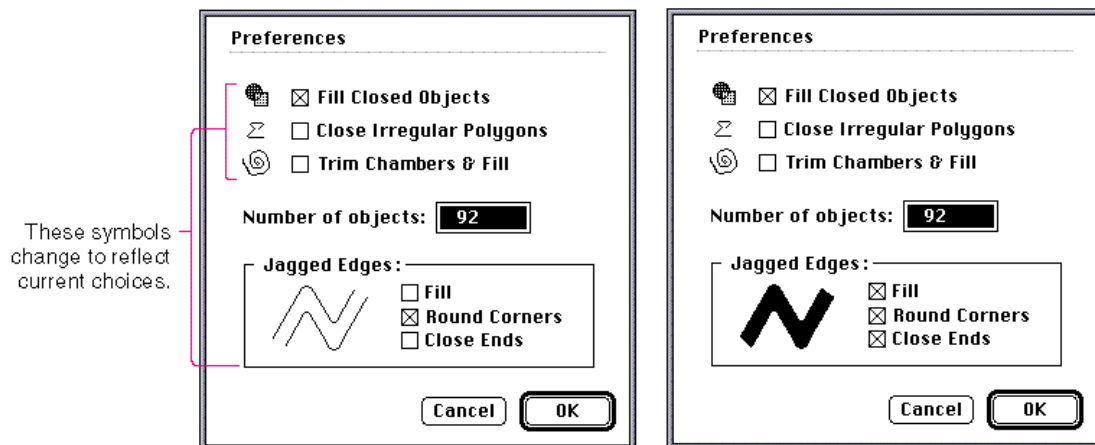 Preferences
Fill Closed Objects
Close Irregular Polygons
Trim Chambers & Fill
Number of objects: 92
Jagged Edges:
Fill
Round Corners
Close Ends
Cancel OK
These symbols
change to reflect
current choices.
Preferences
Fill Closed Objects
Close Irregular Polygons
Trim Chambers & Fill
Number of objects: 92
Jagged Edges:
Fill
Round Corners
Close Ends
Cancel OK